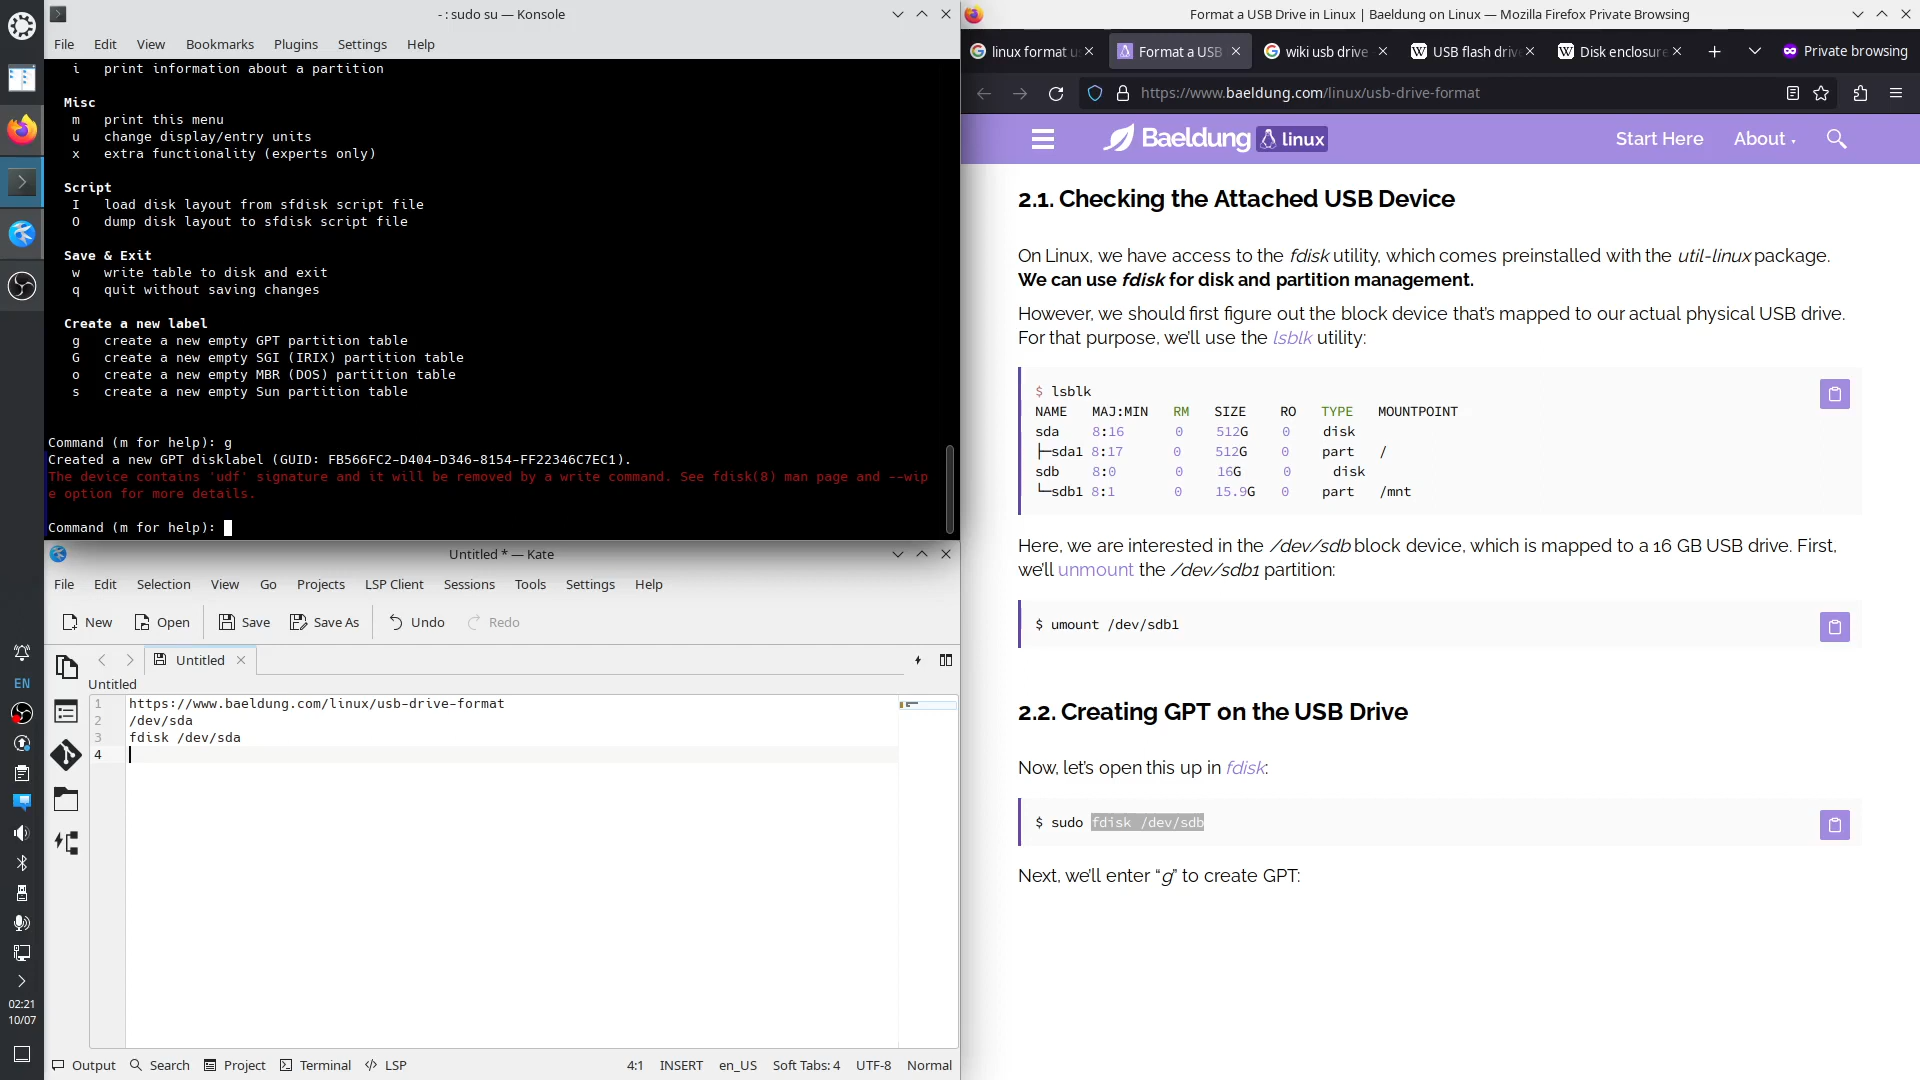 - : sudo su — Konsole
File Edit View Bookmarks Plugins Settings Help
i print information about a partition
Misc
m print this menu
u change display/entry units
x extra functionality (experts only)
Script
I load disk layout from sfdisk script file
O dump disk layout to sfdisk script file
Save & Exit
w write table to disk and exit
q quit without saving changes
Create a new label
g create a new empty GPT partition table
G create a new empty SGI (IRIX) partition table
o create a new empty MBR (DOS) partition table
s create a new empty Sun partition table
Command (m for help): g
Created a new GPT disklabel (GUID: FB566FC2-D404-D346-8154-FF22346C7EC1).
The device contains 'udf' signature and it will be removed by a write command. See fdisk(8) man page and --wip
e option for more details.
Command (m for help):
Untitled * — Kate
File Edit Selection View Go Projects LSP Client Sessions Tools Settings Help
New Open Save Save As Undo Redo
Untitled
Untitled
1 https://www.baeldung.com/linux/usb-drive-format
2 /dev/sda
3 fdisk /dev/sda
4
Output Search Project Terminal LSP 4:1 INSERT en_US Soft Tabs: 4 UTF-8 Normal
EN
02:21
10/07
Format a USB Drive in Linux | Baeldung on Linux — Mozilla Firefox Private Browsing
linux format u Format a USB wiki usb drive USB flash drive Disk enclosure Private browsing
https://www.baeldung.com/linux/usb-drive-format
Baeldung linux Start Here About
2.1. Checking the Attached USB Device
On Linux, we have access to the fdisk utility, which comes preinstalled with the util-linux package.
We can use fdisk for disk and partition management.
However, we should first figure out the block device that's mapped to our actual physical USB drive.
For that purpose, we'll use the lsblk utility:
$ lsblk
NAME MAJ:MIN RM SIZE RO TYPE MOUNTPOINT
sda 8:16 0 512G 0 disk
├─sda1 8:17 0 512G 0 part /
sdb 8:0 0 16G 0 disk
└─sdb1 8:1 0 15.9G 0 part /mnt
Here, we are interested in the /dev/sdb block device, which is mapped to a 16 GB USB drive. First,
we'll unmount the /dev/sdb1 partition:
$ umount /dev/sdb1
2.2. Creating GPT on the USB Drive
Now, let's open this up in fdisk:
$ sudo fdisk /dev/sdb
Next, we'll enter “g” to create GPT: